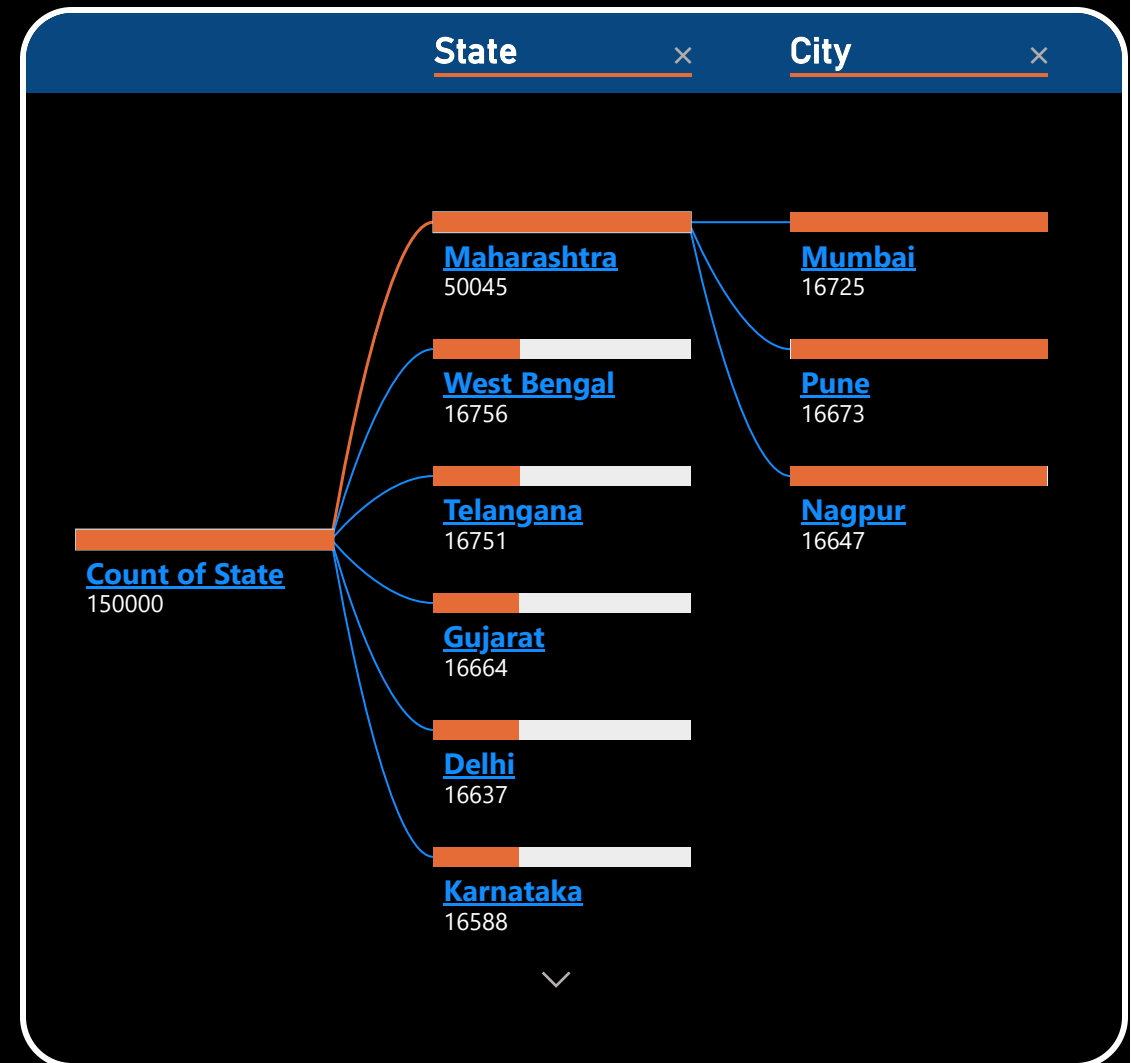 State
City
Count of State
150000
Maharashtra
50045
West Bengal
16756
Telangana
16751
Gujarat
16664
Delhi
16637
Karnataka
16588
Mumbai
16725
Pune
16673
Nagpur
16647